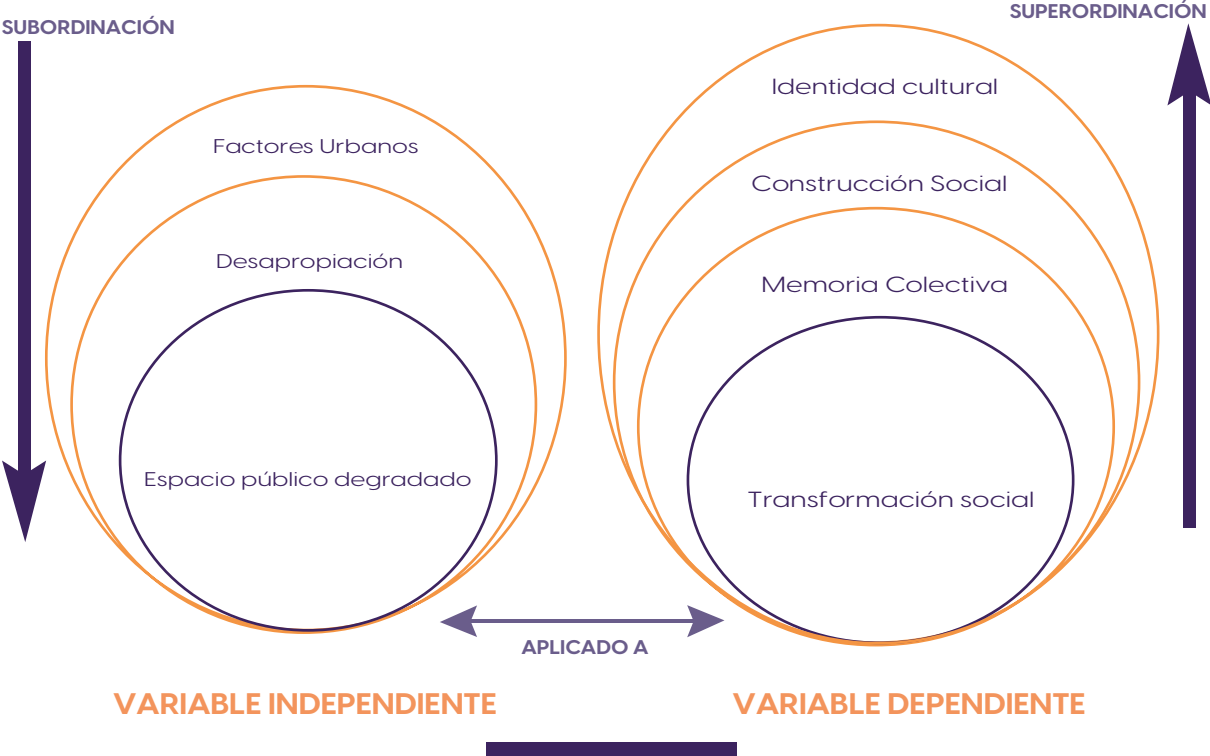 SUBORDINACIÓN
SUPERORDINACIÓN
Factores Urbanos
Desapropiación
Espacio público degradado
Identidad cultural
Construcción Social
Memoria Colectiva
Transformación social
APLICADO A
VARIABLE INDEPENDIENTE
VARIABLE DEPENDIENTE